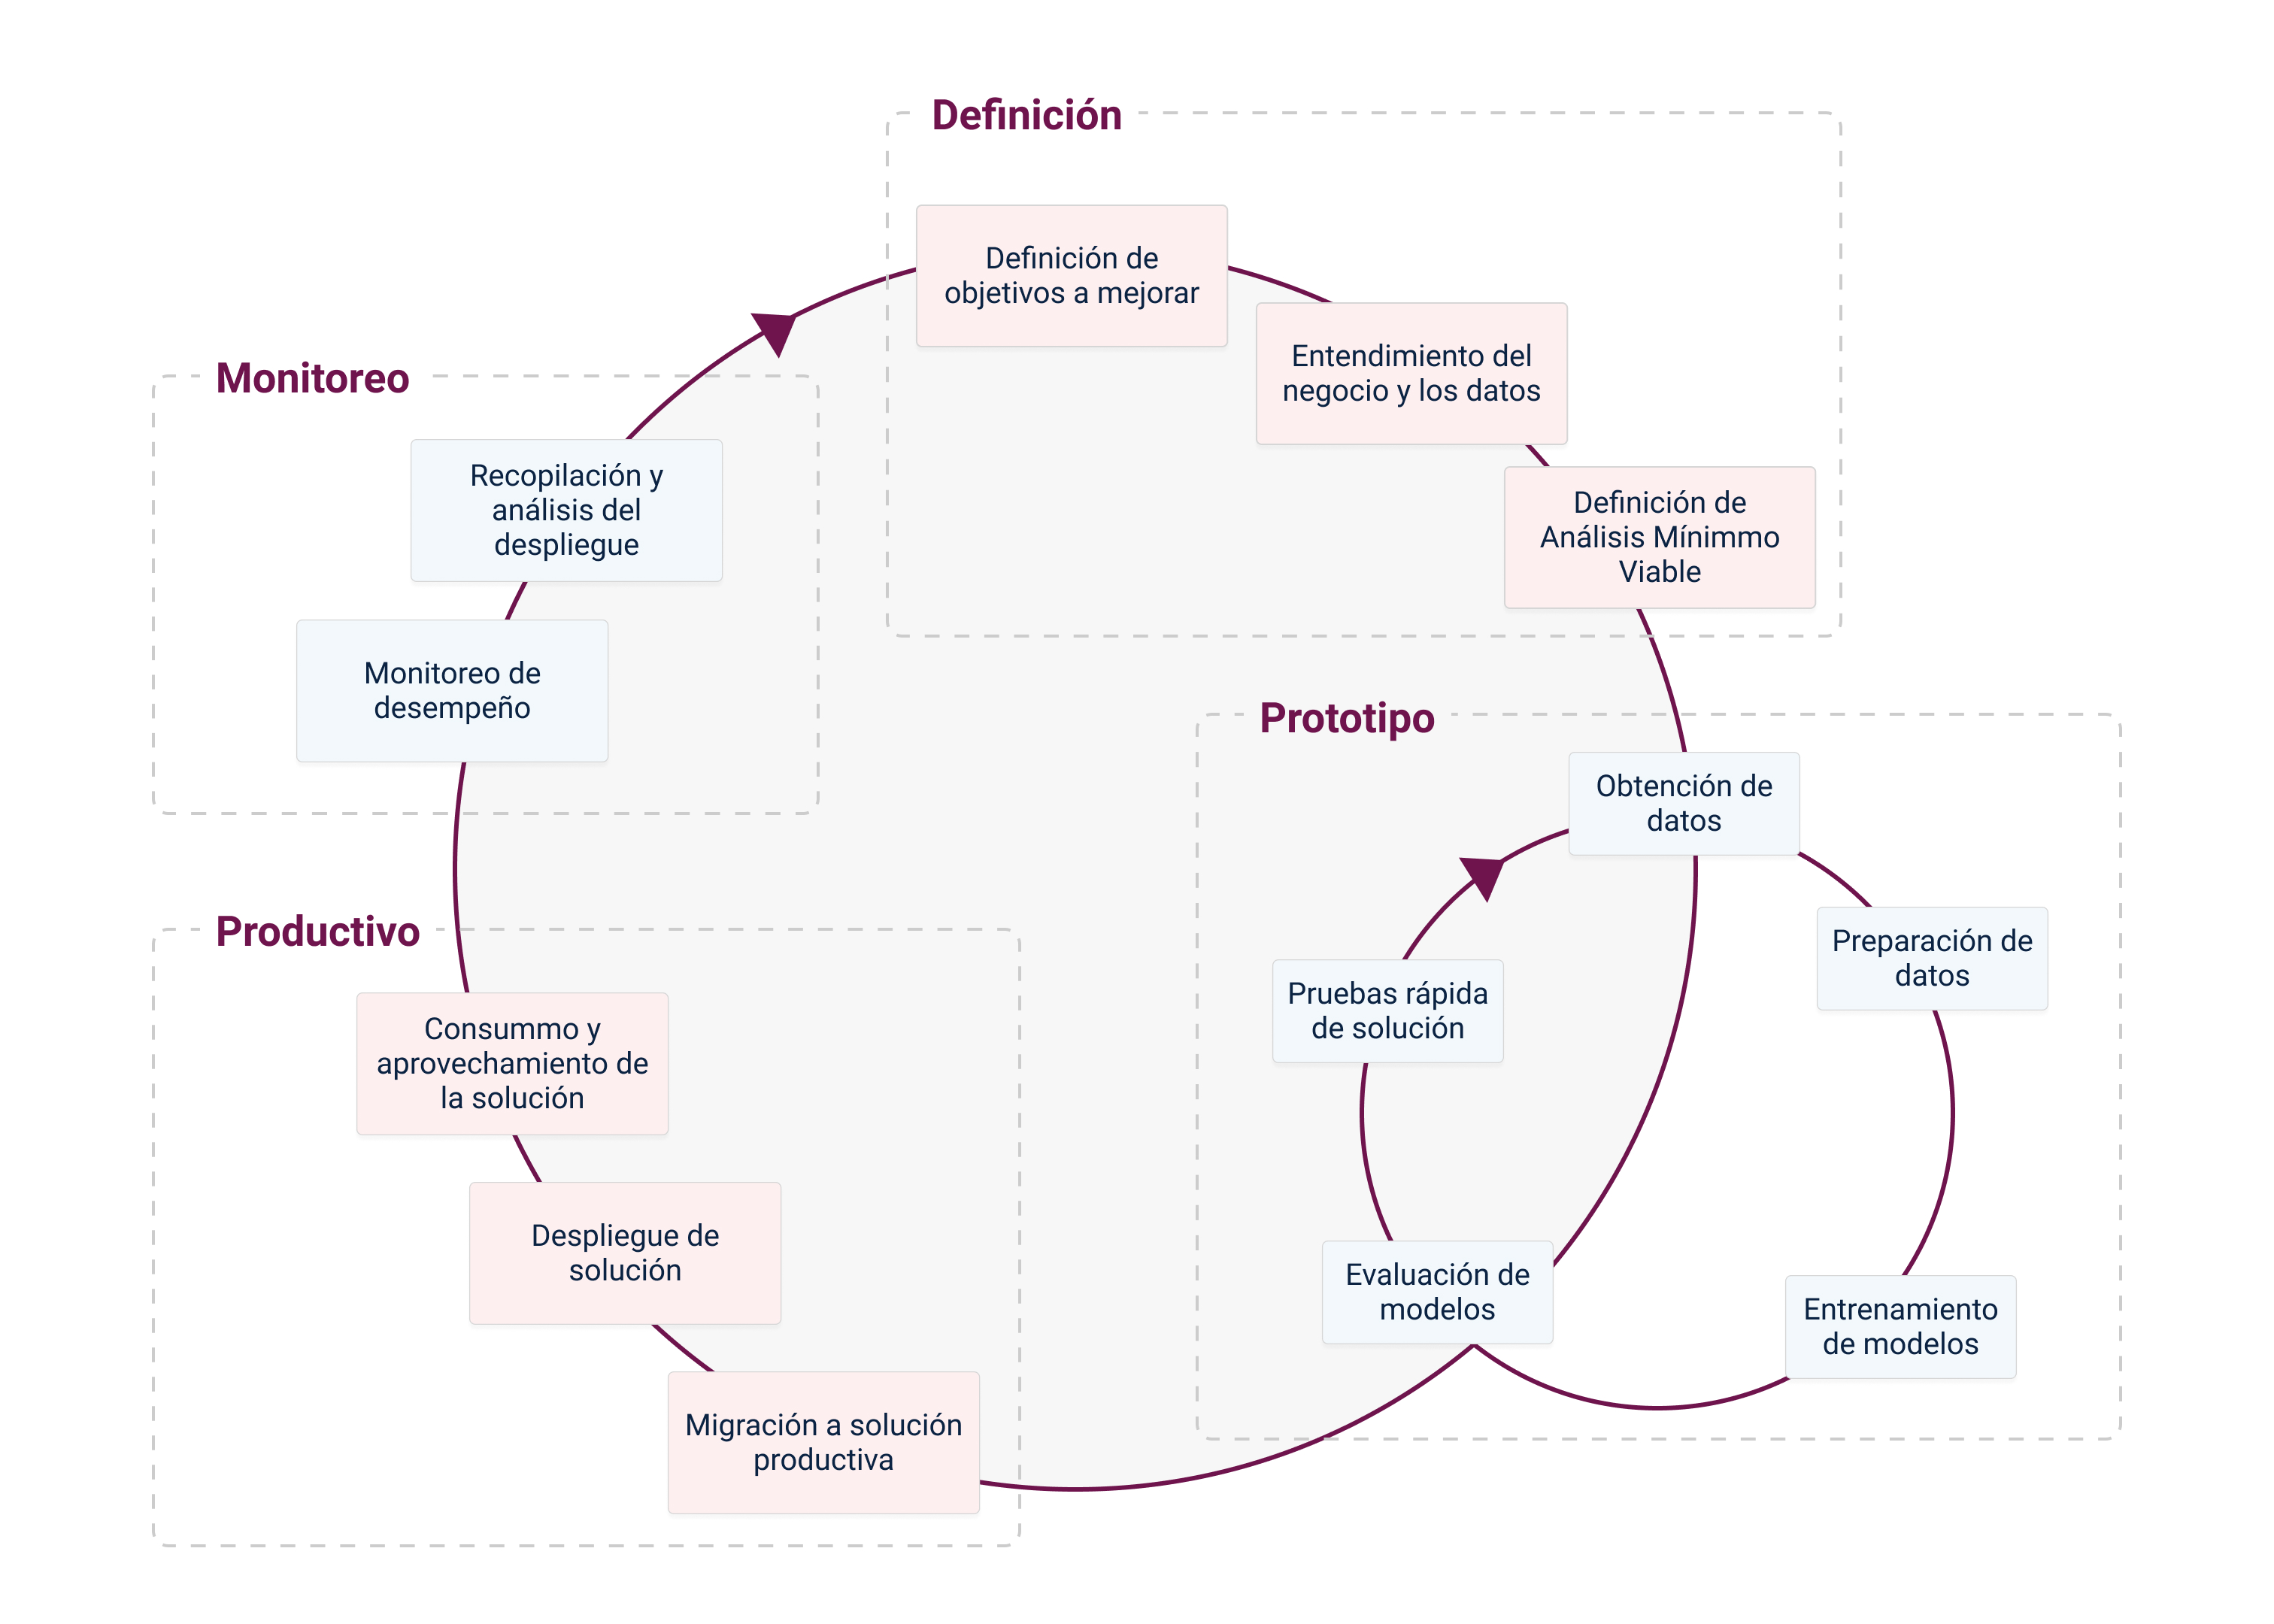 Definición
Definición de
objetivos a mejorar
Entendimiento del
negocio y los datos
Definición de
Análisis Mínimmo
Viable
Monitoreo
Recopilación y
análisis del
despliegue
Monitoreo de
desempeño
Prototipo
Obtención de
datos
Preparación de
datos
Pruebas rápida
de solución
Evaluación de
modelos
Entrenamiento
de modelos
Productivo
Consummo y
aprovechamiento de
la solución
Despliegue de
solución
Migración a solución
productiva